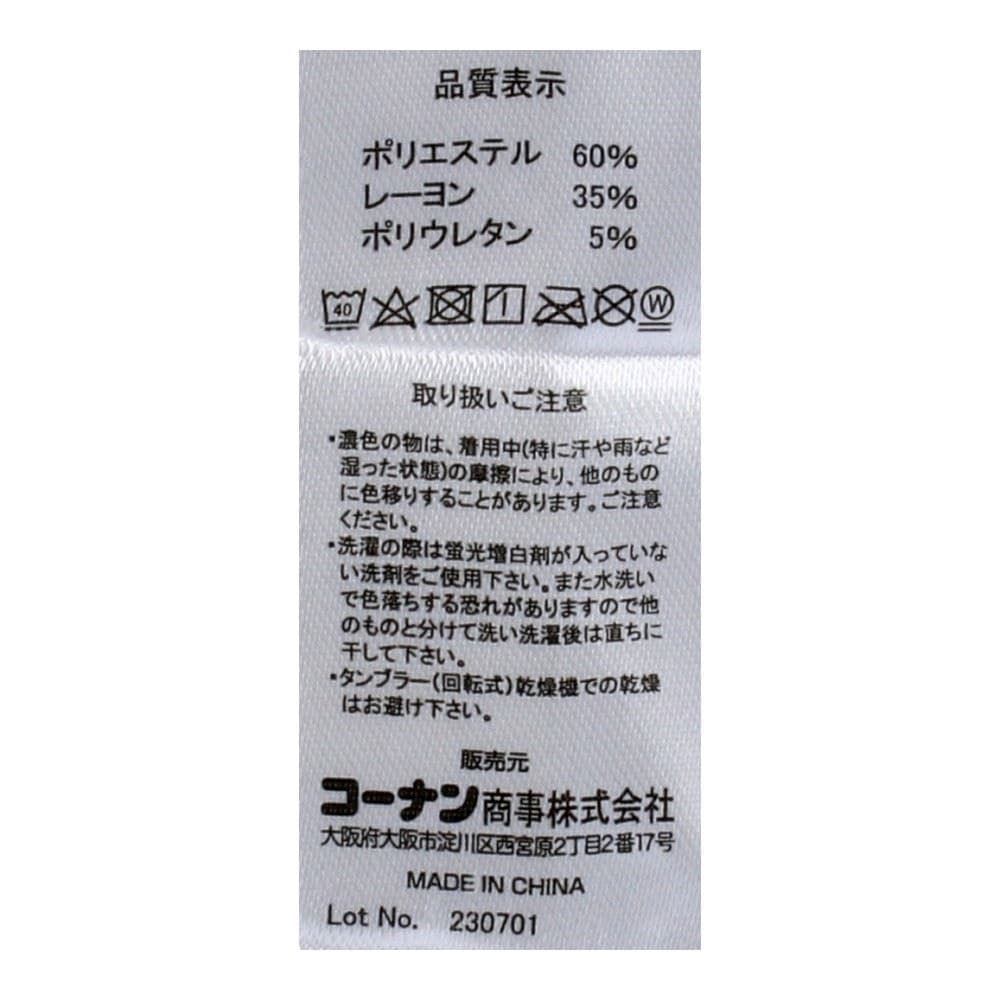 品質表示
ポリエステル 60%
レーヨン 35%
ポリウレタン 5%
40 W
取り扱いご注意
・濃色の物は、着用中(特に汗や雨など
湿った状態)の摩擦により、他のもの
に色移りすることがあります。ご注意
ください。
・洗濯の際は蛍光増白剤が入っていな
い洗剤をご使用下さい。また水洗い
で色落ちする恐れがありますので他
のものと分けて洗い洗濯後は直ちに
干して下さい。
・タンブラー(回転式)乾燥機での乾燥
はお避け下さい。
販売元
コーナン商事株式会社
大阪府大阪市淀川区西宮原2丁目2番17号
MADE IN CHINA
Lot No. 230701